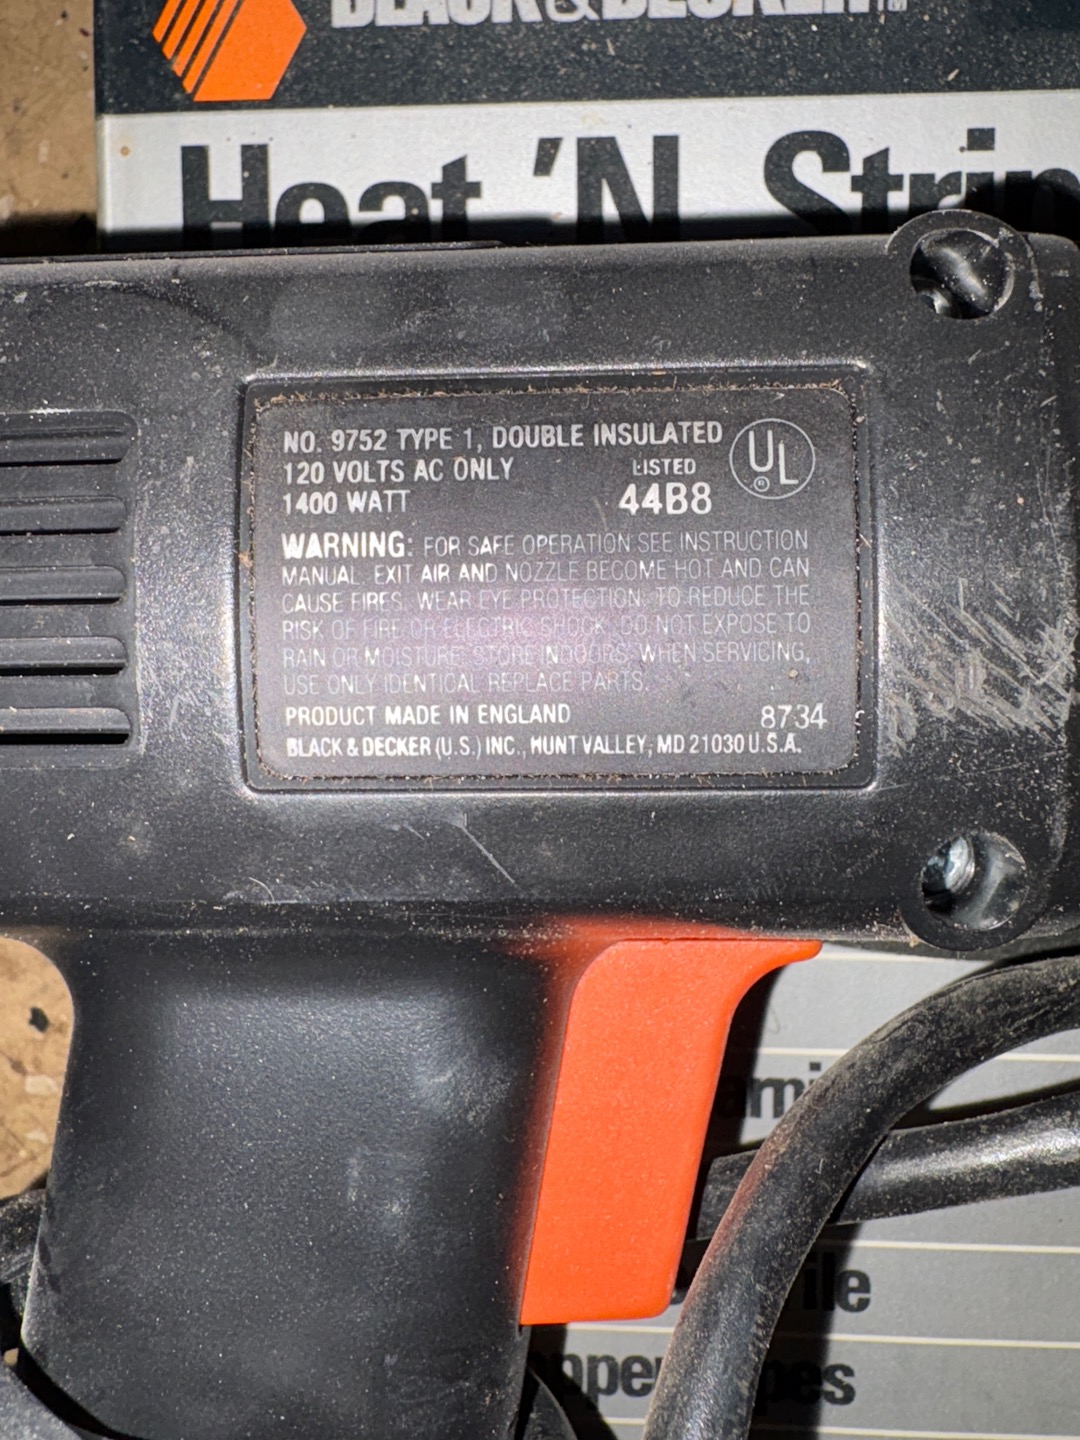 BLACK&DECKER™
Heat 'N Strip
NO. 9752 TYPE 1, DOUBLE INSULATED
120 VOLTS AC ONLY
1400 WATT
LISTED
44B8
UL
®
WARNING: FOR SAFE OPERATION SEE INSTRUCTION
MANUAL. EXIT AIR AND NOZZLE BECOME HOT AND CAN
CAUSE FIRES. WEAR EYE PROTECTION. TO REDUCE THE
RISK OF FIRE OR ELECTRIC SHOCK, DO NOT EXPOSE TO
RAIN OR MOISTURE. STORE INDOORS. WHEN SERVICING,
USE ONLY IDENTICAL REPLACE PARTS.
PRODUCT MADE IN ENGLAND 8734
BLACK & DECKER (U.S.) INC., HUNT VALLEY, MD 21030 U.S.A.